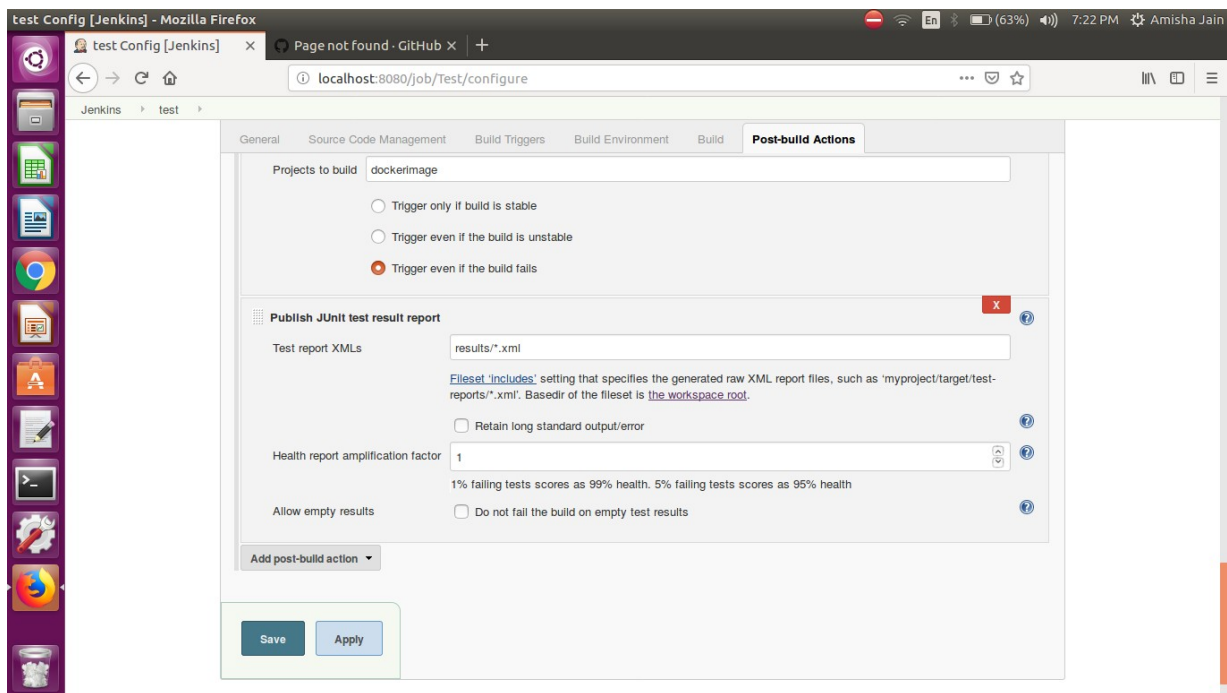 test Config [Jenkins] - Mozilla Firefox
En (63%) 7:22 PM Amisha Jain
test Config [Jenkins] Page not found · GitHub
localhost:8080/job/Test/configure
Jenkins test
General Source Code Management Build Triggers Build Environment Build Post-build Actions
Projects to build dockerimage
Trigger only if build is stable
Trigger even if the build is unstable
Trigger even if the build fails
X
Publish JUnit test result report
Test report XMLs results/*.xml
Fileset ‘includes’ setting that specifies the generated raw XML report files, such as ‘myproject/target/test-
reports/*.xml’. Basedir of the fileset is the workspace root.
Retain long standard output/error
Health report amplification factor 1
1% failing tests scores as 99% health. 5% failing tests scores as 95% health
Allow empty results Do not fail the build on empty test results
Add post-build action
Save Apply